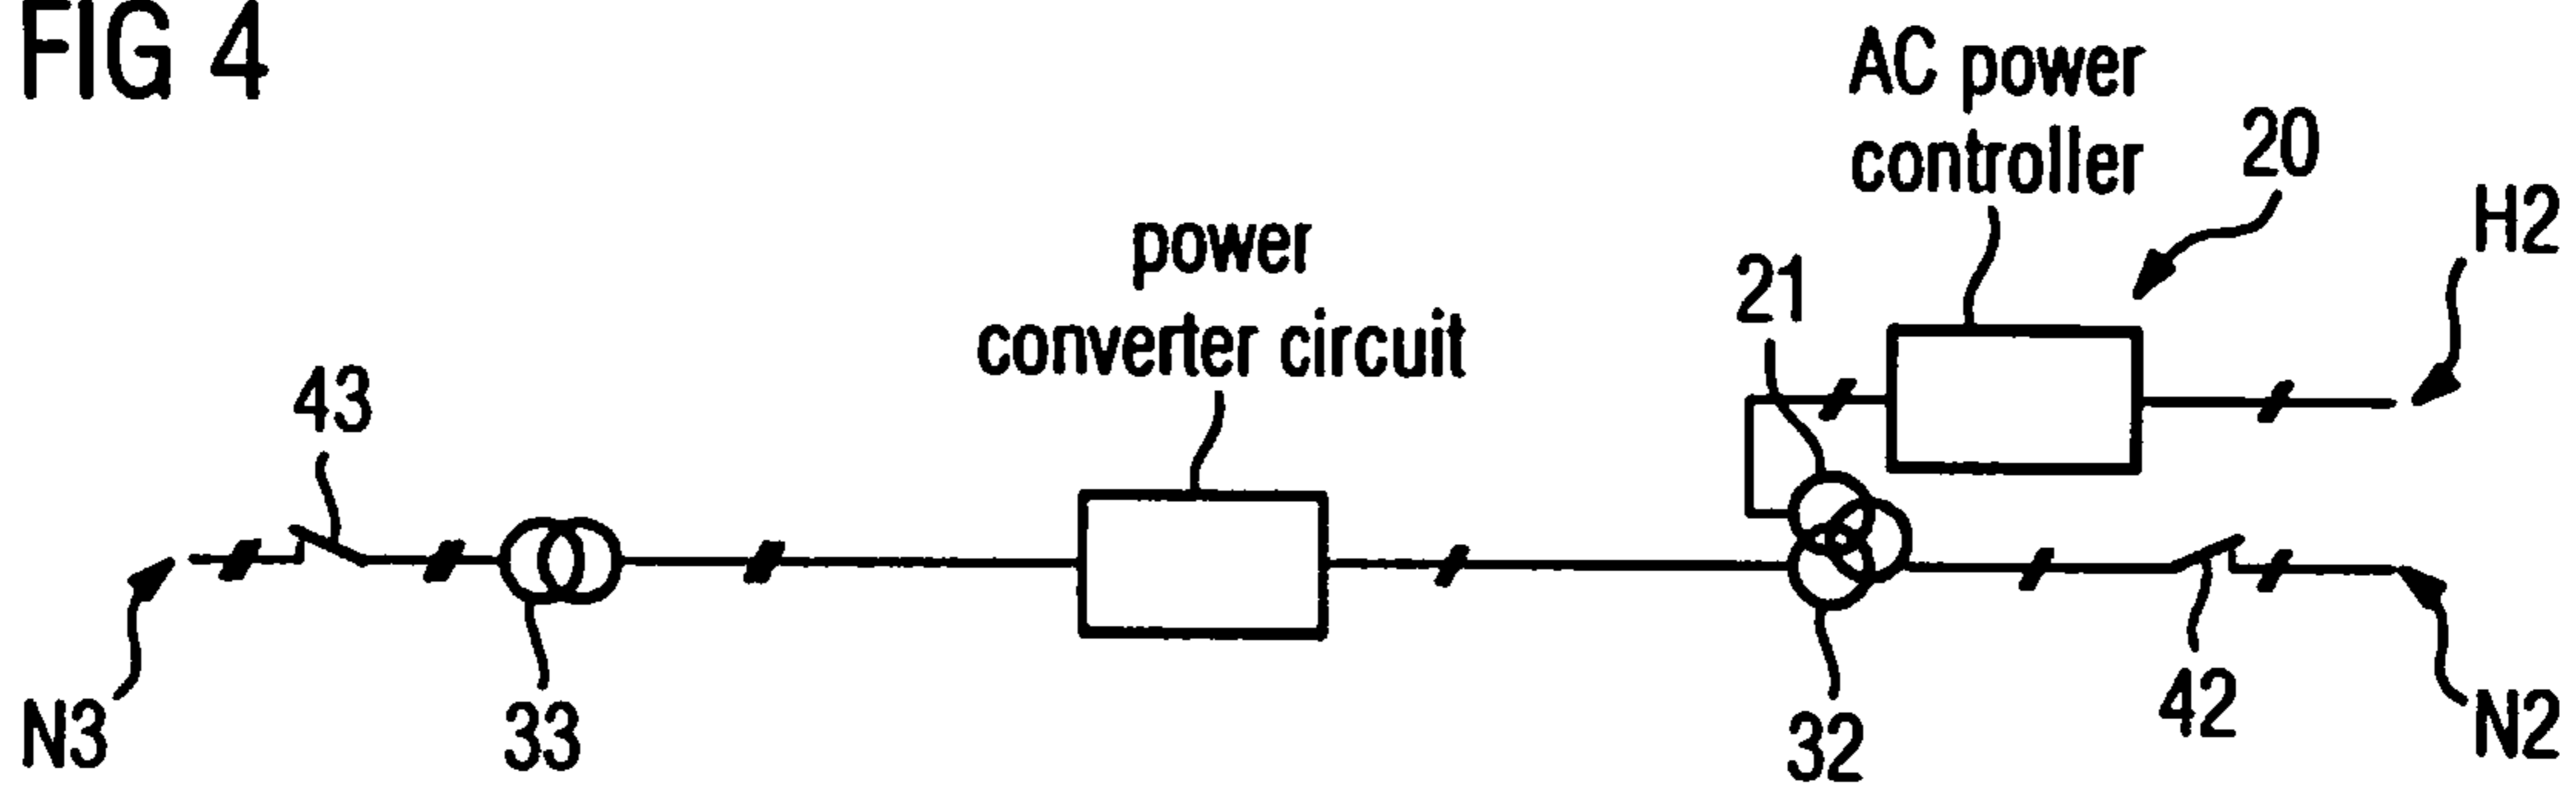 FIG 4
AC power
controller
20
H2
power
converter circuit
21
43
N3
33
32
42
N2